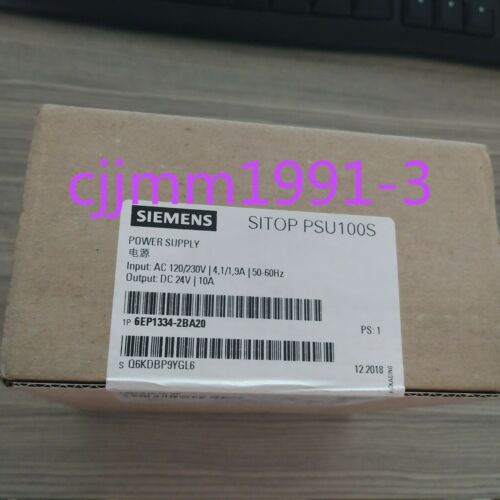 cjjmm1991-3
SIEMENS
SITOP PSU100S
POWER SUPPLY
电源
Input: AC 120/230V | 4,1/1,9A | 50-60Hz
Output: DC 24V | 10A
1P 6EP1334-2BA20
PS: 1
S Q6KDBP9YGL6
12.2018
PACKAGING